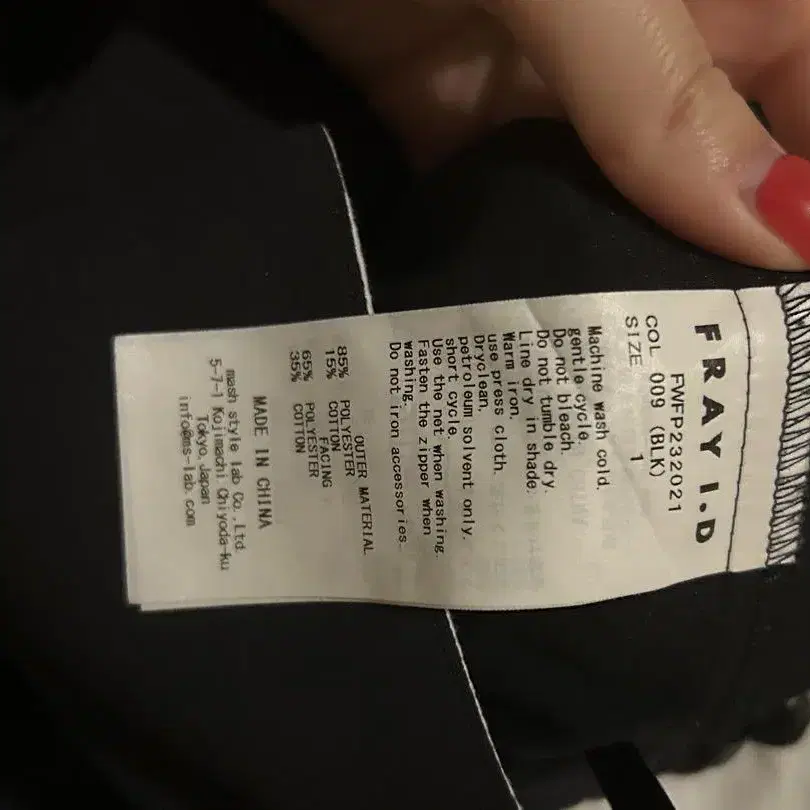 FRAY I.D
FWFP232021
COL 009 (BLK)
SIZE 1
Machine wash cold.
gentle cycle.
Do not bleach.
Do not tumble dry.
Line dry in shade.
Warm iron.
use press cloth.
Dryclean,
petroleum solvent only.
short cycle.
Use the net when washing.
Fasten the zipper when
washing.
Do not iron accessories.
OUTER MATERIAL
85% POLYESTER
15% COTTON
FACING
65% POLYESTER
35% COTTON
MADE IN CHINA
mash style lab Co.,Ltd.
5-7-1 Kojimachi Chiyoda-ku
Tokyo,Japan
info@ms-lab.com